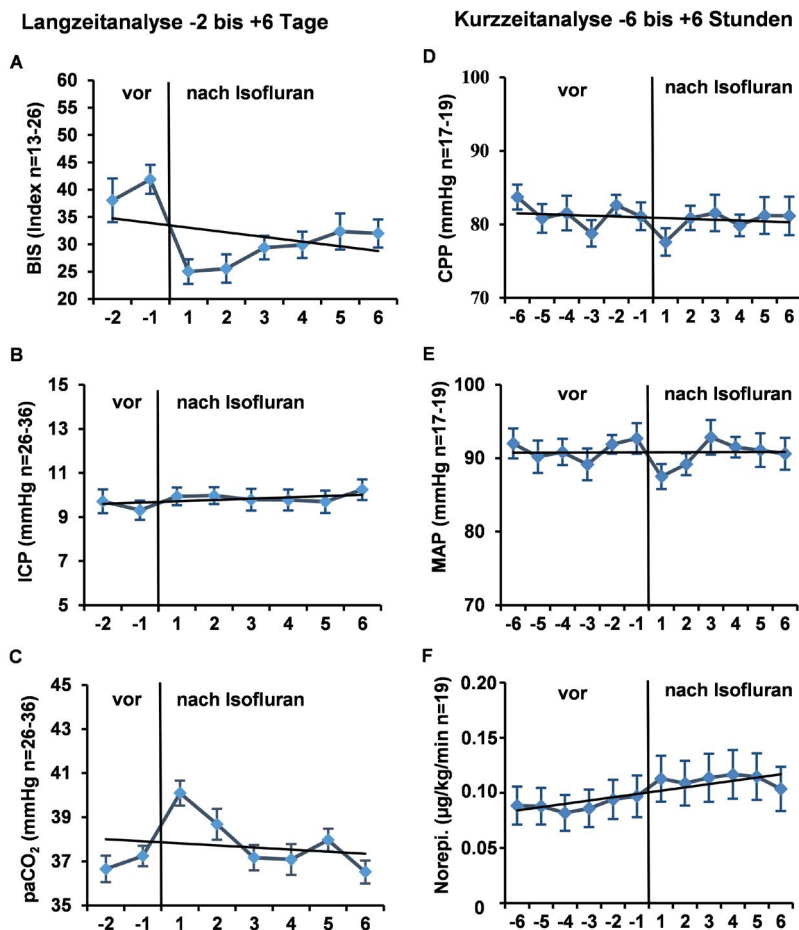 Langzeitanalyse -2 bis +6 Tage
A
BIS (Index n=13-26)
vor
nach Isofluran
60
55
50
45
40
35
30
25
20
-2 -1 1 2 3 4 5 6
B
ICP (mmHg n=26-36)
vor
nach Isofluran
15
13
11
9
7
5
-2 -1 1 2 3 4 5 6
C
paCO2 (mmHg n=26-36)
vor
nach Isofluran
45
43
41
39
37
35
-2 -1 1 2 3 4 5 6
Kurzzeitanalyse -6 bis +6 Stunden
D
CPP (mmHg n=17-19)
vor
nach Isofluran
100
90
80
70
-6 -5 -4 -3 -2 -1 1 2 3 4 5 6
E
MAP (mmHg n=17-19)
vor
nach Isofluran
100
90
80
70
-6 -5 -4 -3 -2 -1 1 2 3 4 5 6
F
Norepi. (µg/kg/min n=19)
vor
nach Isofluran
0.20
0.15
0.10
0.05
0
-6 -5 -4 -3 -2 -1 1 2 3 4 5 6